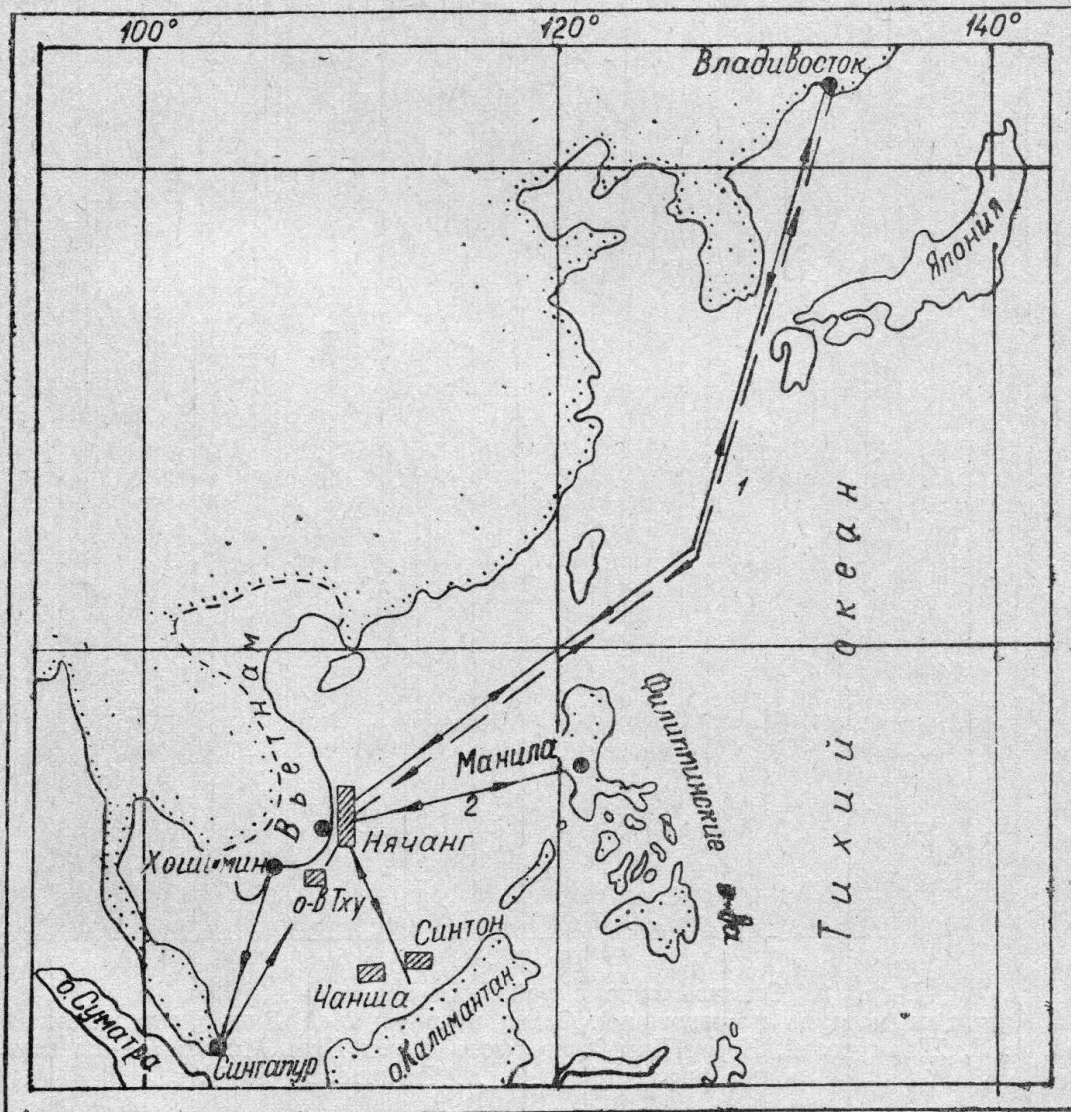 100° 120° 140°
Владивосток
Япония
1
Тихий океан
Вьетнам
Филиппинские
о-ва
Манила
2
Нячанг
Хошимин
о-в Тху
Синтон
Чанша
о.Суматра
Сингапур
о.Калимантан